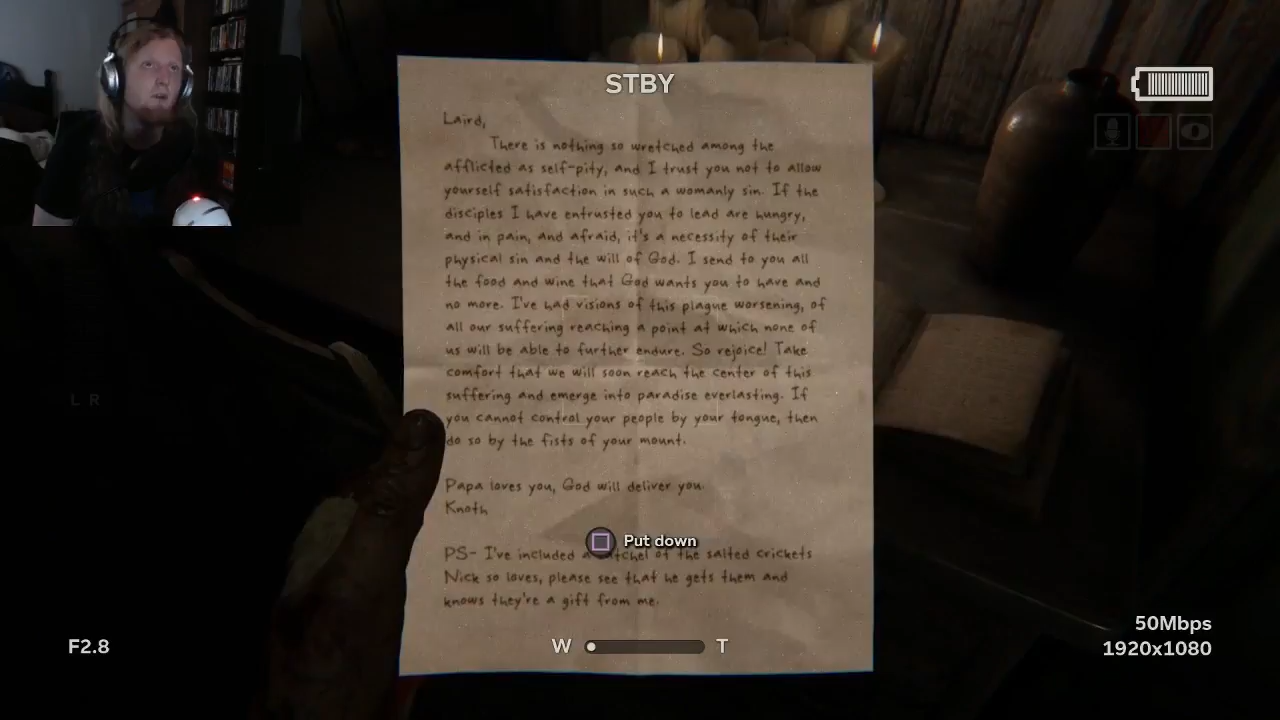 STBY
Laird,
There is nothing so wretched among the
afflicted as self-pity, and I trust you not to allow
yourself satisfaction in such a womanly sin. If the
disciples I have entrusted you to lead are hungry,
and in pain, and afraid, it's a necessity of their
physical sin and the will of God. I send to you all
the food and wine that God wants you to have and
no more. I've had visions of this plague worsening, of
all our suffering reaching a point at which none of
us will be able to further endure. So rejoice! Take
comfort that we will soon reach the center of this
suffering and emerge into paradise everlasting. If
you cannot control your people by your tongue, then
do so by the fists of your mount.
Papa loves you, God will deliver you.
Knoth
Put down
PS- I've included a satchel of the salted crickets
Nick so loves, please see that he gets them and
knows they're a gift from me.
L R
F2.8
W T
50Mbps
1920x1080